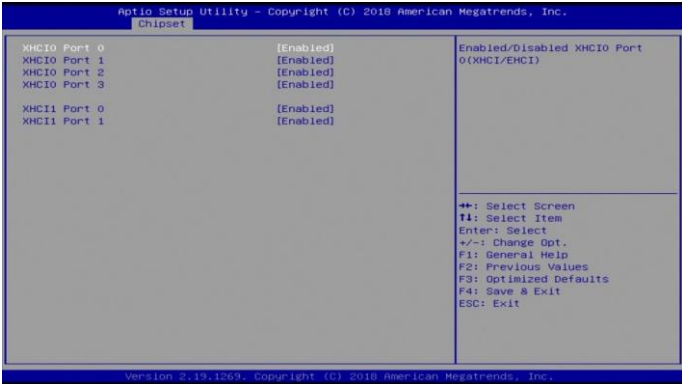 Aptio Setup Utility – Copyright (C) 2018 American Megatrends, Inc.
Chipset
XHCI0 Port 0 [Enabled]
XHCI0 Port 1 [Enabled]
XHCI0 Port 2 [Enabled]
XHCI0 Port 3 [Enabled]
XHCI1 Port 0 [Enabled]
XHCI1 Port 1 [Enabled]
Enabled/Disabled XHCI0 Port
0(XHCI/EHCI)
→←: Select Screen
↑↓: Select Item
Enter: Select
+/-: Change Opt.
F1: General Help
F2: Previous Values
F3: Optimized Defaults
F4: Save & Exit
ESC: Exit
Version 2.19.1269. Copyright (C) 2018 American Megatrends, Inc.